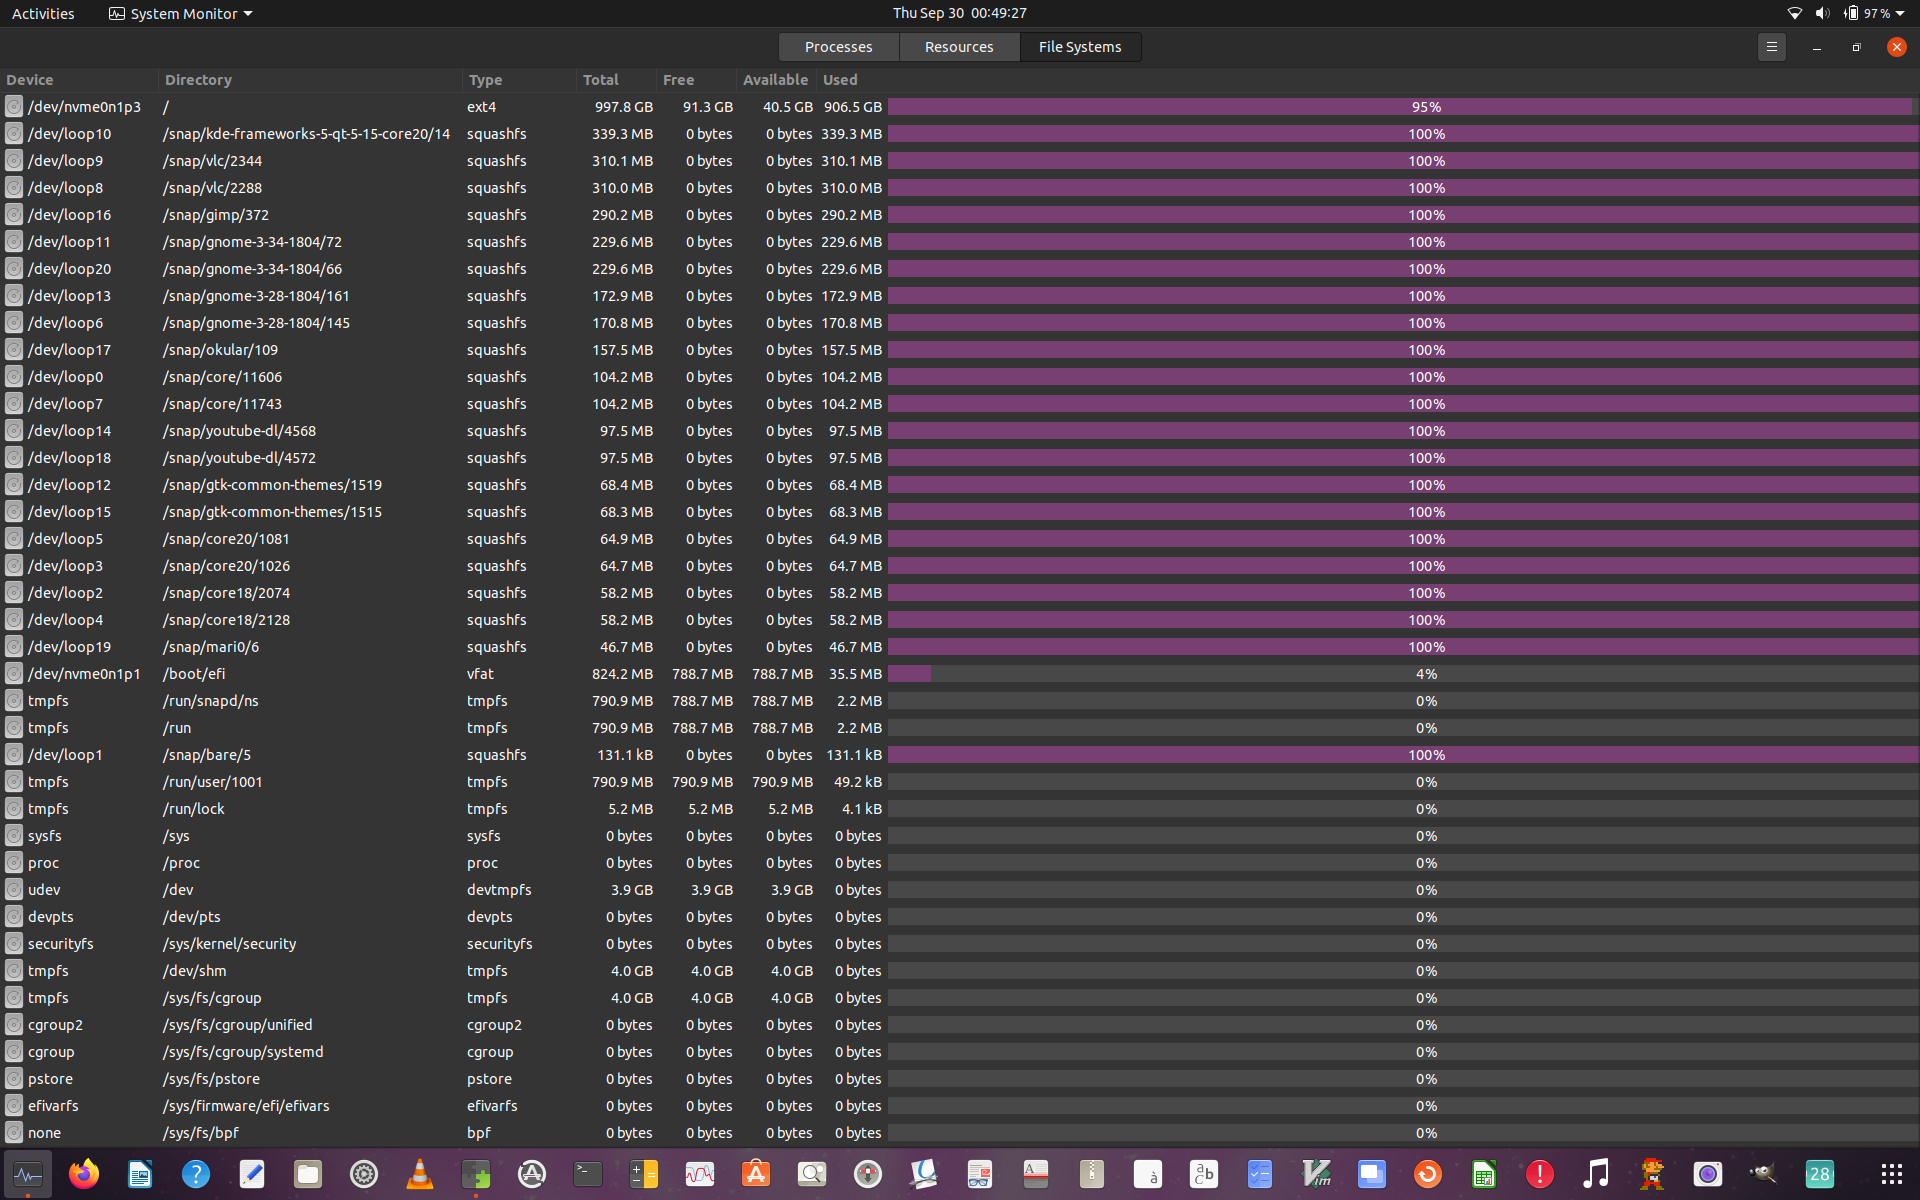 Activities System Monitor Thu Sep 30 00:49:27 97 %
Processes Resources File Systems
Device Directory Type Total Free Available Used
/dev/nvme0n1p3 / ext4 997.8 GB 91.3 GB 40.5 GB 906.5 GB 95%
/dev/loop10 /snap/kde-frameworks-5-qt-5-15-core20/14 squashfs 339.3 MB 0 bytes 0 bytes 339.3 MB 100%
/dev/loop9 /snap/vlc/2344 squashfs 310.1 MB 0 bytes 0 bytes 310.1 MB 100%
/dev/loop8 /snap/vlc/2288 squashfs 310.0 MB 0 bytes 0 bytes 310.0 MB 100%
/dev/loop16 /snap/gimp/372 squashfs 290.2 MB 0 bytes 0 bytes 290.2 MB 100%
/dev/loop11 /snap/gnome-3-34-1804/72 squashfs 229.6 MB 0 bytes 0 bytes 229.6 MB 100%
/dev/loop20 /snap/gnome-3-34-1804/66 squashfs 229.6 MB 0 bytes 0 bytes 229.6 MB 100%
/dev/loop13 /snap/gnome-3-28-1804/161 squashfs 172.9 MB 0 bytes 0 bytes 172.9 MB 100%
/dev/loop6 /snap/gnome-3-28-1804/145 squashfs 170.8 MB 0 bytes 0 bytes 170.8 MB 100%
/dev/loop17 /snap/okular/109 squashfs 157.5 MB 0 bytes 0 bytes 157.5 MB 100%
/dev/loop0 /snap/core/11606 squashfs 104.2 MB 0 bytes 0 bytes 104.2 MB 100%
/dev/loop7 /snap/core/11743 squashfs 104.2 MB 0 bytes 0 bytes 104.2 MB 100%
/dev/loop14 /snap/youtube-dl/4568 squashfs 97.5 MB 0 bytes 0 bytes 97.5 MB 100%
/dev/loop18 /snap/youtube-dl/4572 squashfs 97.5 MB 0 bytes 0 bytes 97.5 MB 100%
/dev/loop12 /snap/gtk-common-themes/1519 squashfs 68.4 MB 0 bytes 0 bytes 68.4 MB 100%
/dev/loop15 /snap/gtk-common-themes/1515 squashfs 68.3 MB 0 bytes 0 bytes 68.3 MB 100%
/dev/loop5 /snap/core20/1081 squashfs 64.9 MB 0 bytes 0 bytes 64.9 MB 100%
/dev/loop3 /snap/core20/1026 squashfs 64.7 MB 0 bytes 0 bytes 64.7 MB 100%
/dev/loop2 /snap/core18/2074 squashfs 58.2 MB 0 bytes 0 bytes 58.2 MB 100%
/dev/loop4 /snap/core18/2128 squashfs 58.2 MB 0 bytes 0 bytes 58.2 MB 100%
/dev/loop19 /snap/mari0/6 squashfs 46.7 MB 0 bytes 0 bytes 46.7 MB 100%
/dev/nvme0n1p1 /boot/efi vfat 824.2 MB 788.7 MB 788.7 MB 35.5 MB 4%
tmpfs /run/snapd/ns tmpfs 790.9 MB 788.7 MB 788.7 MB 2.2 MB 0%
tmpfs /run tmpfs 790.9 MB 788.7 MB 788.7 MB 2.2 MB 0%
/dev/loop1 /snap/bare/5 squashfs 131.1 kB 0 bytes 0 bytes 131.1 kB 100%
tmpfs /run/user/1001 tmpfs 790.9 MB 790.9 MB 790.9 MB 49.2 kB 0%
tmpfs /run/lock tmpfs 5.2 MB 5.2 MB 5.2 MB 4.1 kB 0%
sysfs /sys sysfs 0 bytes 0 bytes 0 bytes 0 bytes 0%
proc /proc proc 0 bytes 0 bytes 0 bytes 0 bytes 0%
udev /dev devtmpfs 3.9 GB 3.9 GB 3.9 GB 0 bytes 0%
devpts /dev/pts devpts 0 bytes 0 bytes 0 bytes 0 bytes 0%
securityfs /sys/kernel/security securityfs 0 bytes 0 bytes 0 bytes 0 bytes 0%
tmpfs /dev/shm tmpfs 4.0 GB 4.0 GB 4.0 GB 0 bytes 0%
tmpfs /sys/fs/cgroup tmpfs 4.0 GB 4.0 GB 4.0 GB 0 bytes 0%
cgroup2 /sys/fs/cgroup/unified cgroup2 0 bytes 0 bytes 0 bytes 0 bytes 0%
cgroup /sys/fs/cgroup/systemd cgroup 0 bytes 0 bytes 0 bytes 0 bytes 0%
pstore /sys/fs/pstore pstore 0 bytes 0 bytes 0 bytes 0 bytes 0%
efivarfs /sys/firmware/efi/efivars efivarfs 0 bytes 0 bytes 0 bytes 0 bytes 0%
none /sys/fs/bpf bpf 0 bytes 0 bytes 0 bytes 0 bytes 0%
28